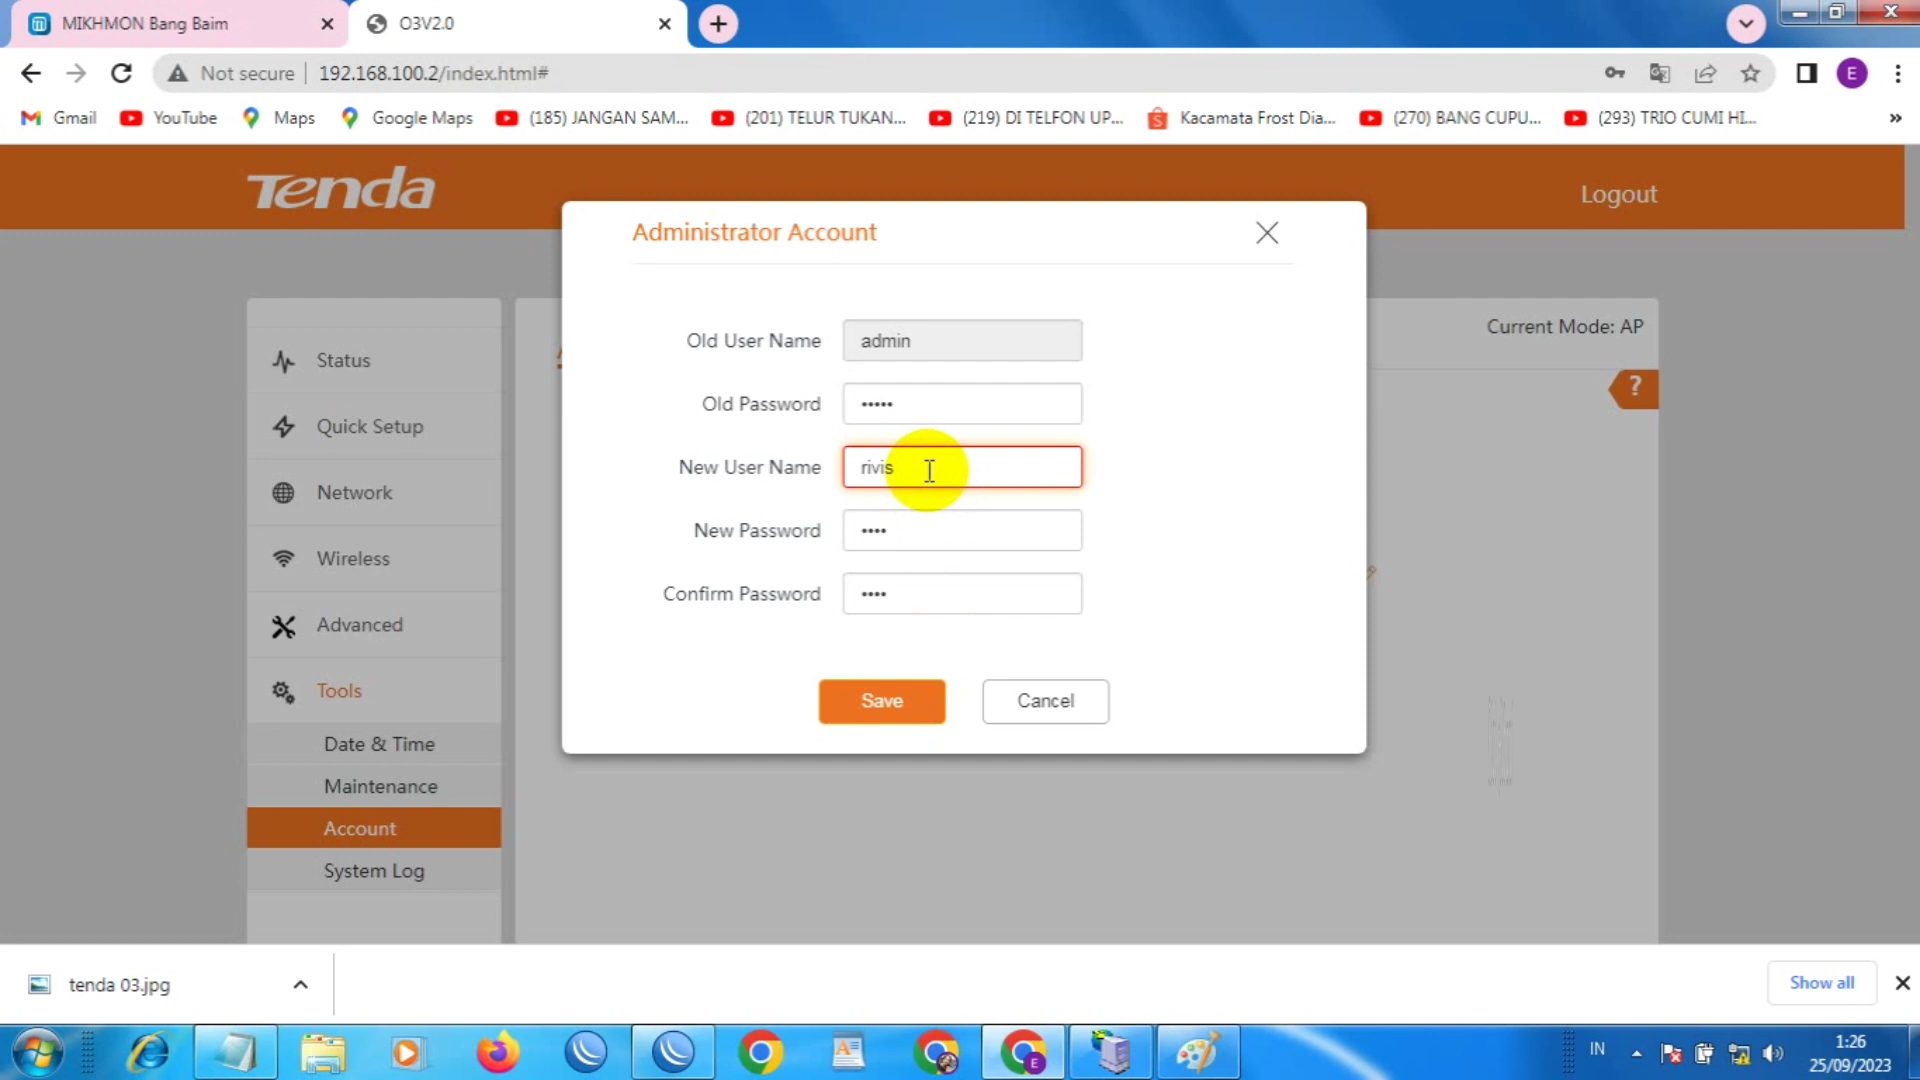 MIKHMON Bang Baim
O3V2.0
Not secure
192.168.100.2/index.html#
E
Gmail
YouTube
Maps
Google Maps
(185) JANGAN SAM...
(201) TELUR TUKAN...
(219) DI TELFON UP...
Kacamata Frost Dia...
(270) BANG CUPU...
(293) TRIO CUMI HI...
»
Tenda
Logout
Administrator Account
Current Mode: AP
?
Status
Quick Setup
Network
Wireless
Advanced
Tools
Date & Time
Maintenance
Account
System Log
Old User Name
admin
Old Password
•••••
New User Name
rivis
New Password
••••
Confirm Password
••••
Save
Cancel
tenda 03.jpg
Show all
E
IN
1:26
25/09/2023